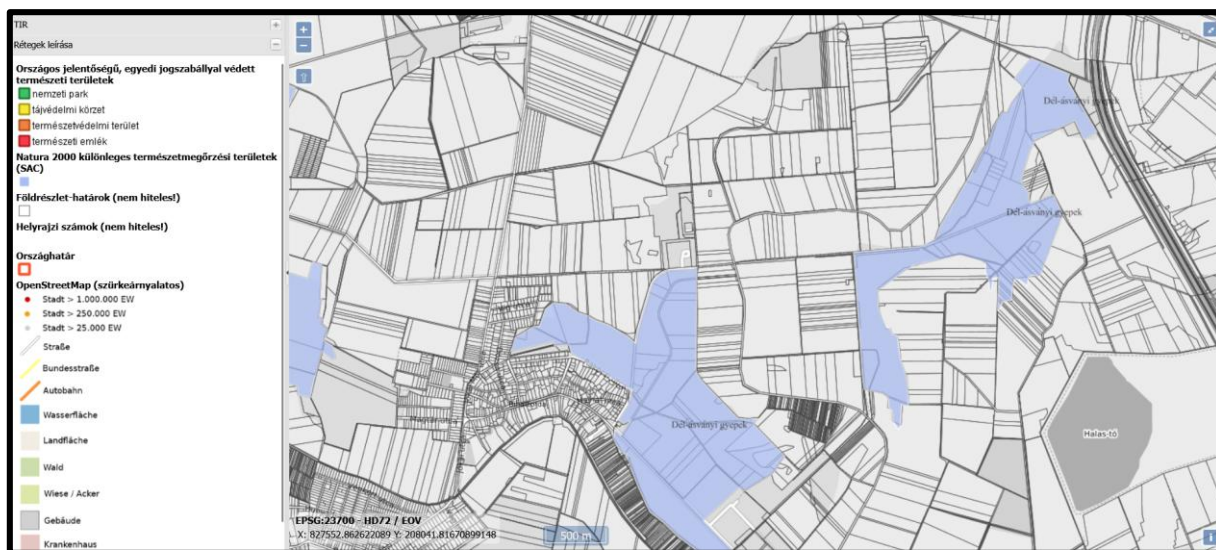 TIR
Rétegek leírása
Országos jelentőségű, egyedi jogszabállyal védett
természeti területek
nemzeti park
tájvédelmi körzet
természetvédelmi terület
természeti emlék
Natura 2000 különleges természetmegőrzési területek
(SAC)
Földrészlet-határok (nem hiteles!)
Helyrajzi számok (nem hiteles!)
Országhatár
OpenStreetMap (szürkeárnyalatos)
Stadt > 1.000.000 EW
Stadt > 250.000 EW
Stadt > 25.000 EW
Straße
Bundesstraße
Autobahn
Wasserfläche
Landfläche
Wald
Wiese / Acker
Gebäude
Krankenhaus
Dél-ásványi gyepek
Dél-ásványi gyepek
Dél-ásványi gyepek
Halas-tó
EPSG:23700 - HD72 / EOV
X: 827552.862622089 Y: 208041.81670899148
500 m